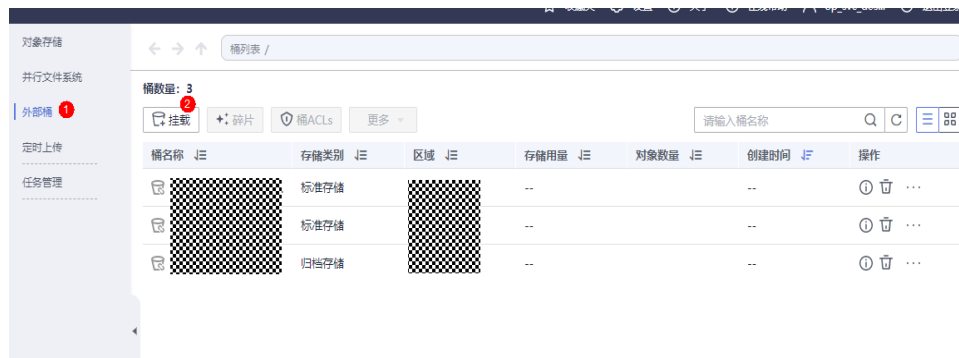 对象存储
并行文件系统
外部桶 1
定时上传
任务管理
桶列表 /
桶数量: 3
2
挂载 碎片 桶ACLs 更多
请输入桶名称
桶名称 存储类别 区域 存储用量 对象数量 创建时间 操作
标准存储 -- --
标准存储 -- --
归档存储 -- --